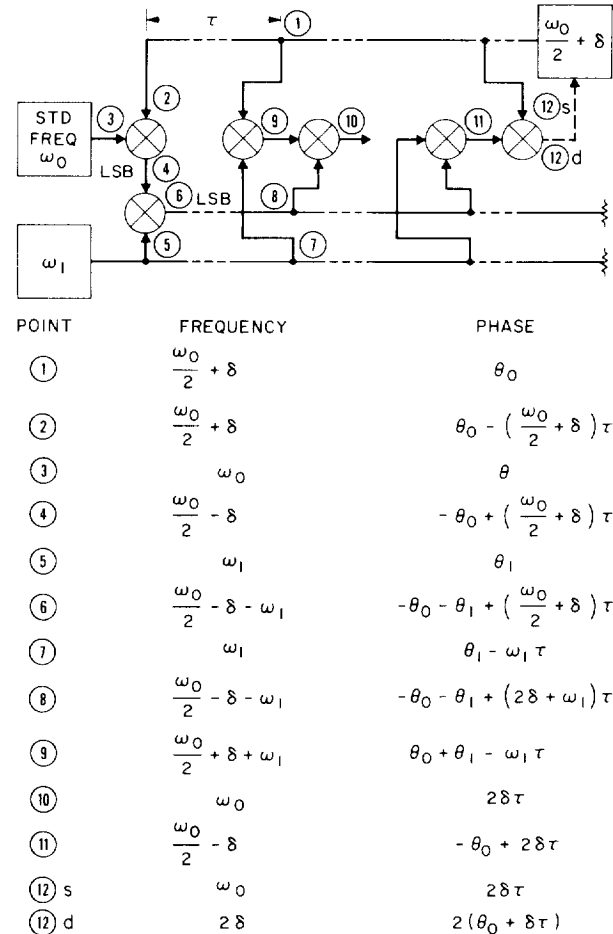 τ ①
ω₀/2 + δ
②
STD FREQ ω₀
③
④
LSB
⑤
⑥ LSB
ω₁
⑨
⑩
⑧
⑦
⑪
⑫ s
⑫ d
POINT FREQUENCY PHASE
① ω₀/2 + δ θ₀
② ω₀/2 + δ θ₀ - (ω₀/2 + δ) τ
③ ω₀ θ
④ ω₀/2 - δ -θ₀ + (ω₀/2 + δ) τ
⑤ ω₁ θ₁
⑥ ω₀/2 - δ - ω₁ -θ₀ - θ₁ + (ω₀/2 + δ) τ
⑦ ω₁ θ₁ - ω₁ τ
⑧ ω₀/2 - δ - ω₁ -θ₀ - θ₁ + (2δ + ω₁) τ
⑨ ω₀/2 + δ + ω₁ θ₀ + θ₁ - ω₁ τ
⑩ ω₀ 2δτ
⑪ ω₀/2 - δ -θ₀ + 2δτ
⑫ s ω₀ 2δτ
⑫ d 2δ 2(θ₀ + δτ)